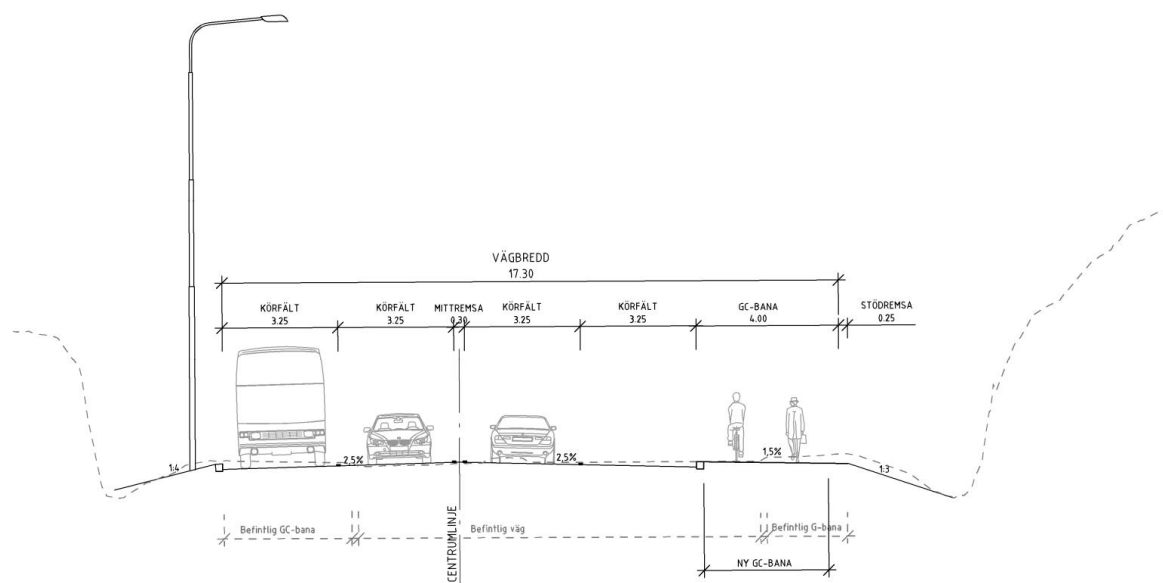 VÄGBREDD
17.30
KÖRFÄLT
3.25
KÖRFÄLT
3.25
MITTREMSA
0.30
KÖRFÄLT
3.25
KÖRFÄLT
3.25
GC-BANA
4.00
STÖDREMSA
0.25
1:4
2,5%
2,5%
1,5%
1:3
Befintlig GC-bana
CENTRUMLINJE
Befintlig väg
Befintlig G-bana
NY GC-BANA